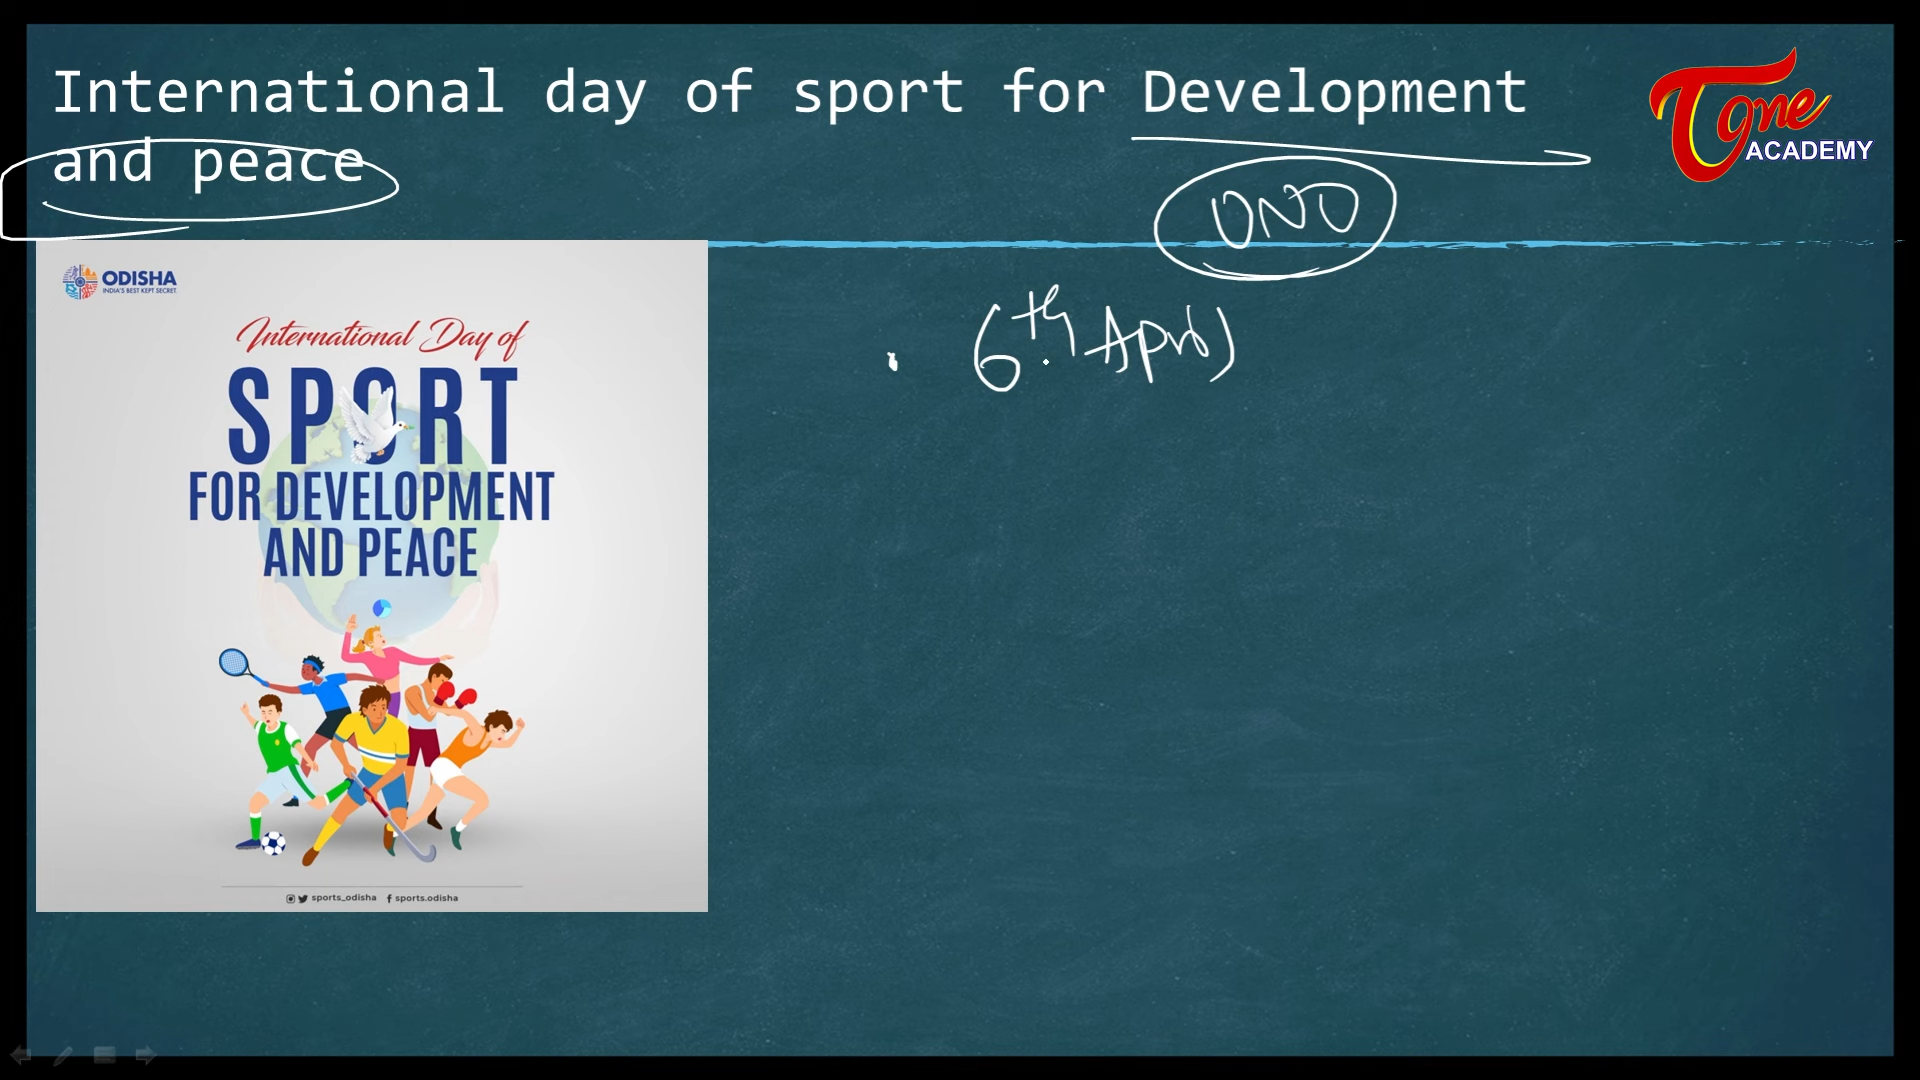 International day of sport for Development
and peace
Tone
ACADEMY
UNO
6th April
ODISHA
INDIA'S BEST KEPT SECRET
International Day of
SPORT
FOR DEVELOPMENT
AND PEACE
sports_odisha sports.odisha